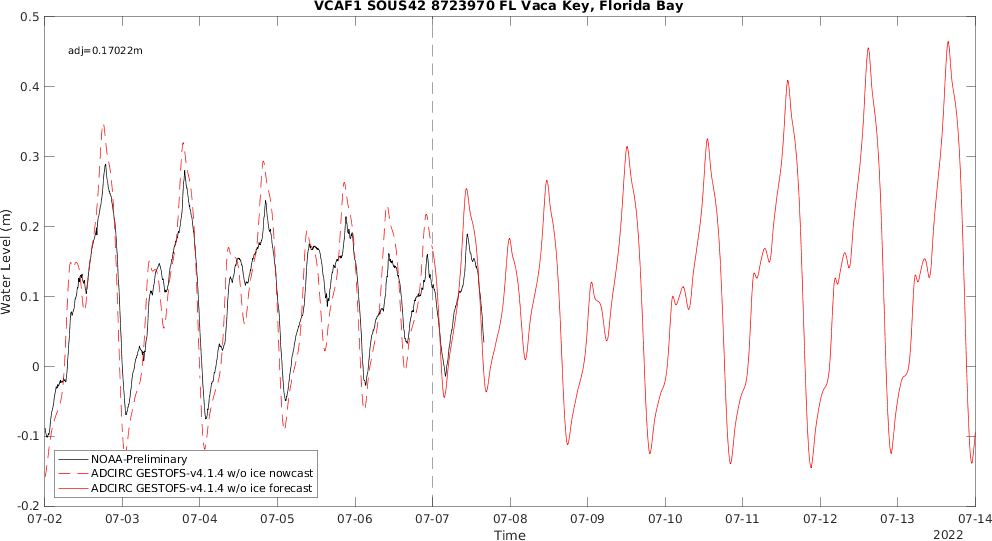 VCAF1 SOUS42 8723970 FL Vaca Key, Florida Bay
adj=0.17022m
0.5
0.4
0.3
0.2
0.1
0
-0.1
-0.2
Water Level (m)
NOAA-Preliminary
ADCIRC GESTOFS-v4.1.4 w/o ice nowcast
ADCIRC GESTOFS-v4.1.4 w/o ice forecast
07-02 07-03 07-04 07-05 07-06 07-07 07-08 07-09 07-10 07-11 07-12 07-13 07-14
Time
2022